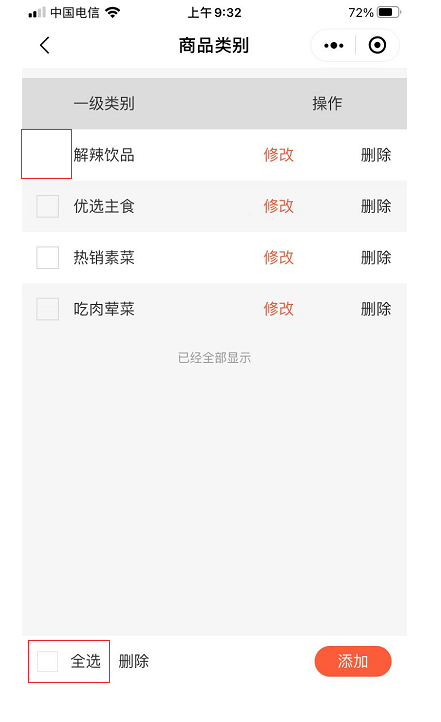 中国电信 上午9:32 72%
商品类别
一级类别 操作
解辣饮品 修改 删除
优选主食 修改 删除
热销素菜 修改 删除
吃肉荤菜 修改 删除
已经全部显示
全选 删除 添加